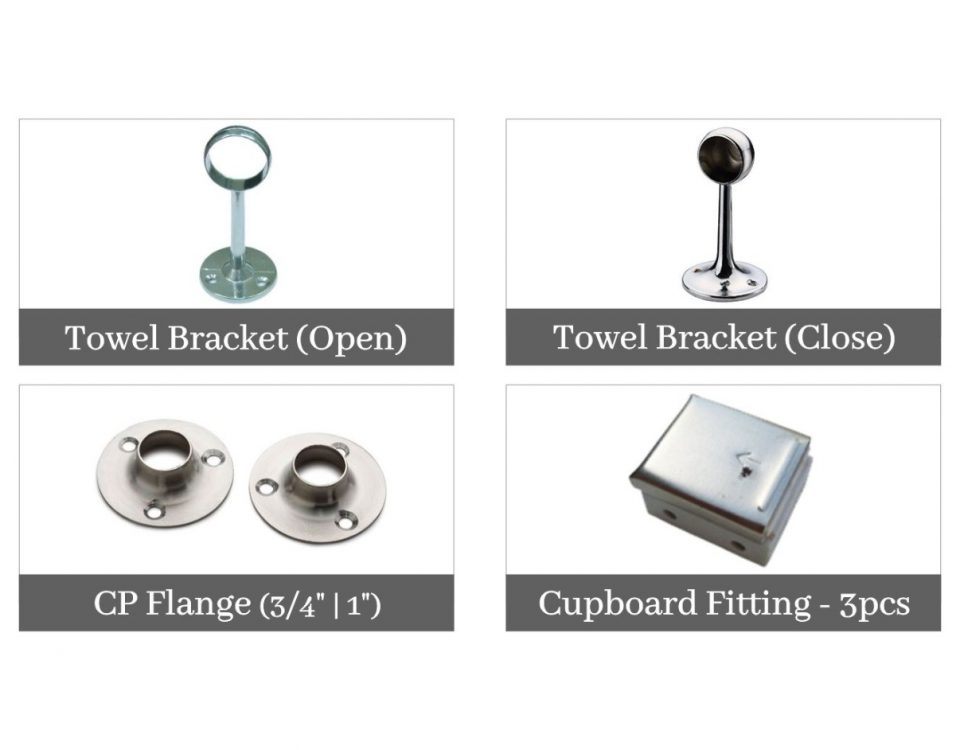 Towel Bracket (Open)
Towel Bracket (Close)
CP Flange (3/4" | 1")
Cupboard Fitting - 3pcs